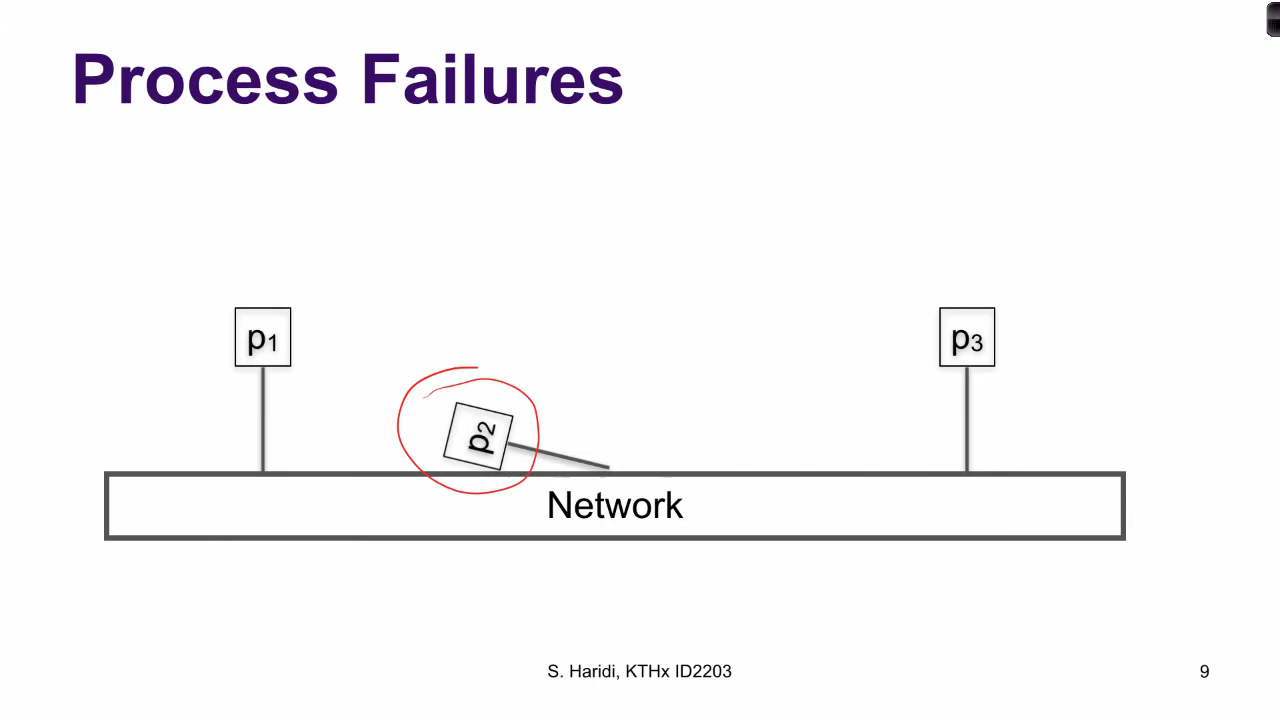 Process Failures
p1
p3
p2
Network
S. Haridi, KTHx ID2203
9